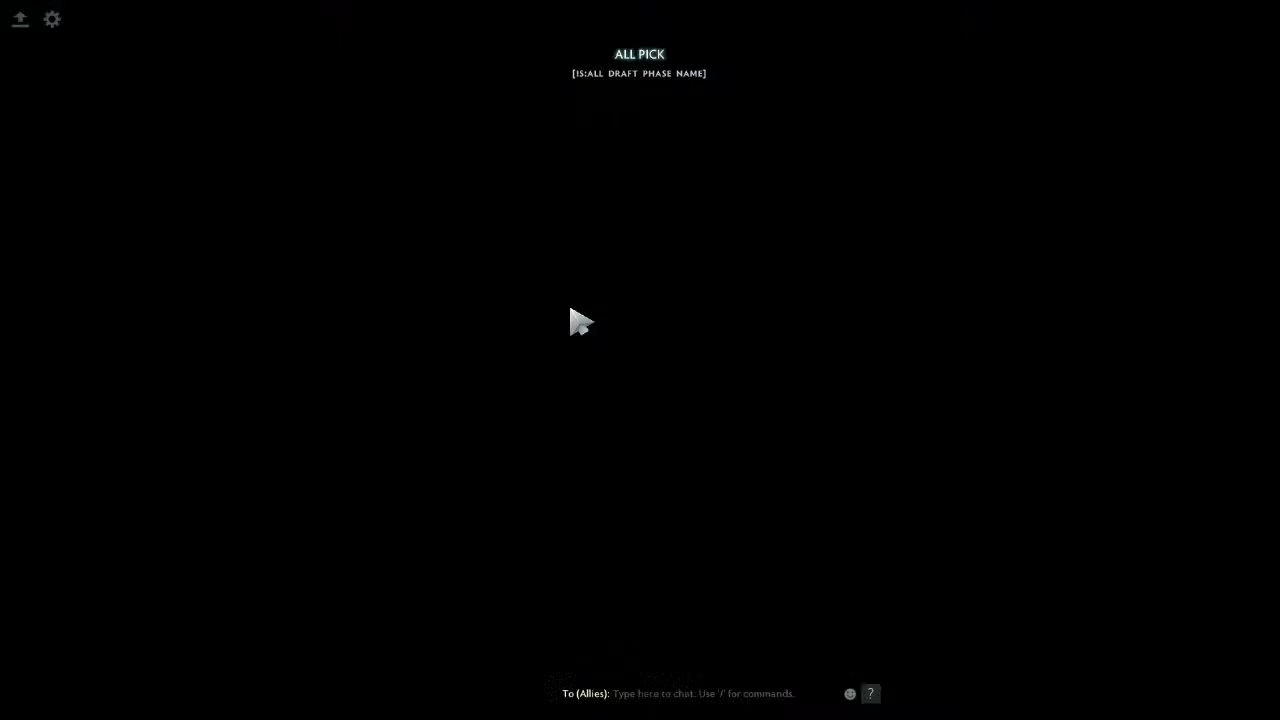 ALL PICK
[IS:ALL DRAFT PHASE NAME]
To (Allies): Type here to chat. Use '/' for commands.
?